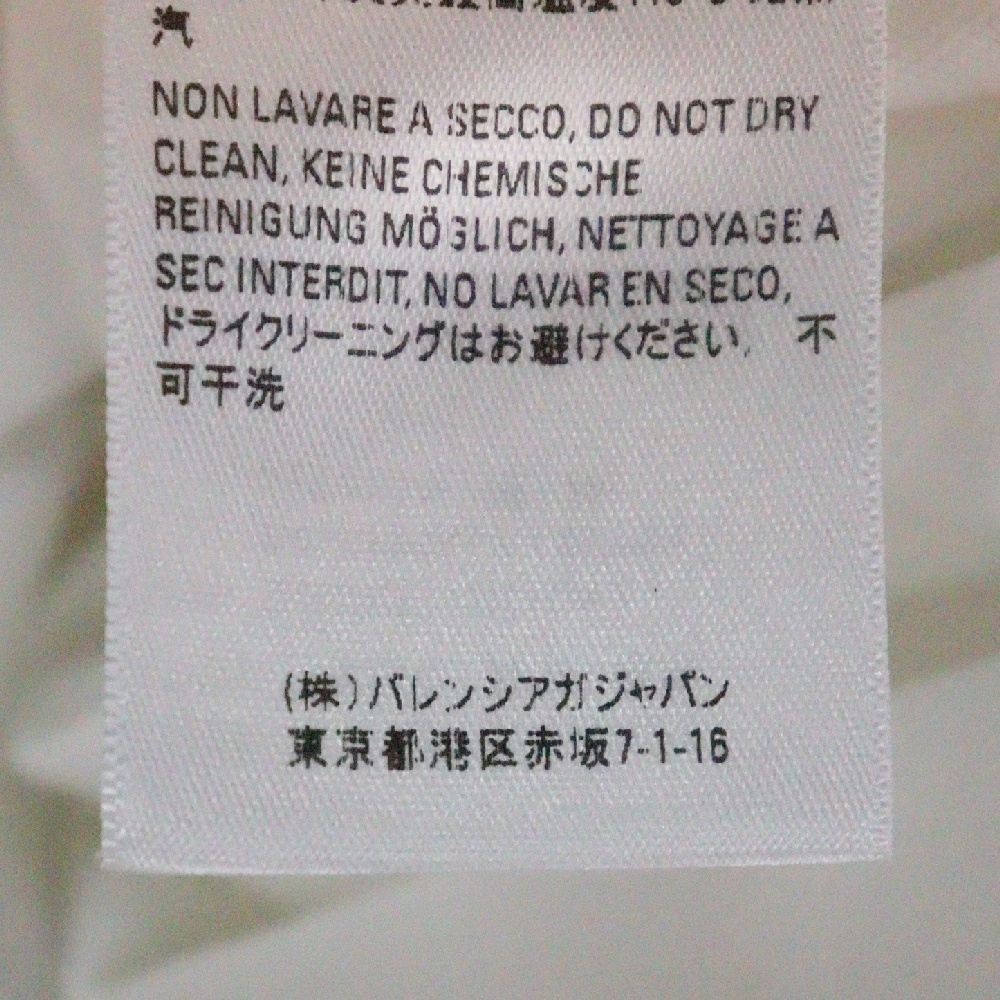 汽
NON LAVARE A SECCO, DO NOT DRY
CLEAN, KEINE CHEMISCHE
REINIGUNG MÖGLICH, NETTOYAGE A
SEC INTERDIT, NO LAVAR EN SECO,
ドライクリーニングはお避けください, 不
可干洗
(株)バレンシアガジャパン
東京都港区赤坂7-1-16